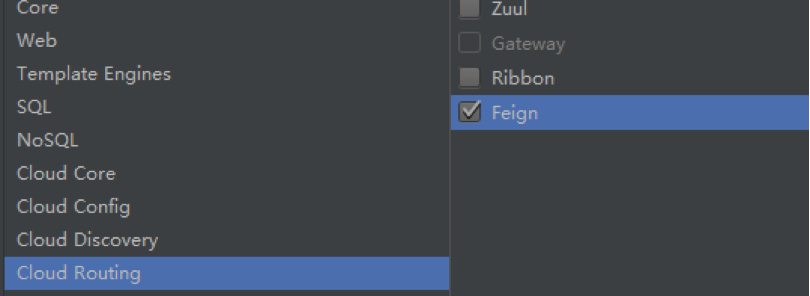 Core
Web
Template Engines
SQL
NoSQL
Cloud Core
Cloud Config
Cloud Discovery
Cloud Routing
Zuul
Gateway
Ribbon
Feign